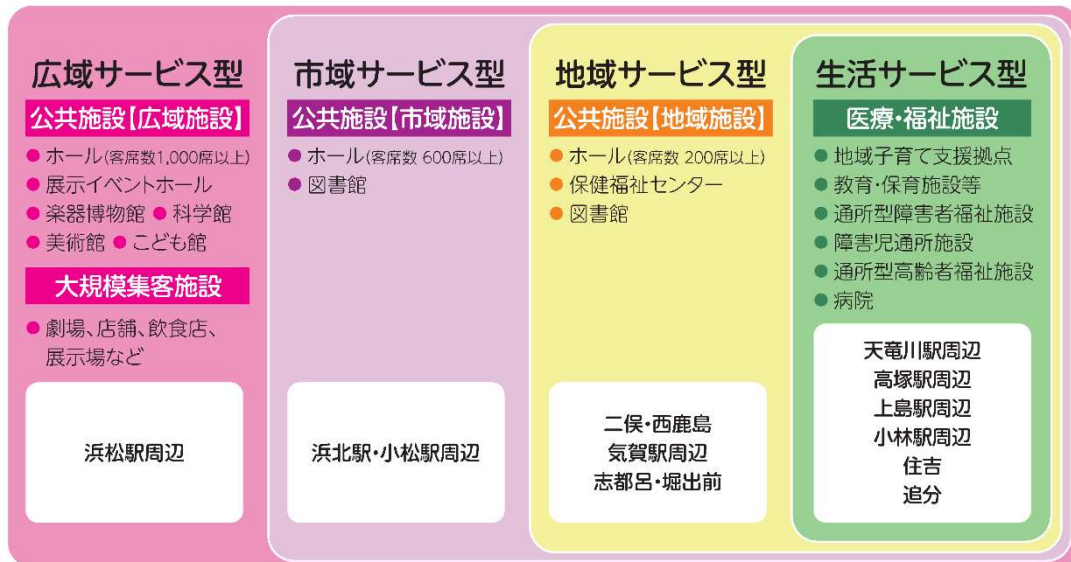 広域サービス型
公共施設【広域施設】
● ホール(客席数1,000席以上)
● 展示イベントホール
● 楽器博物館 ● 科学館
● 美術館 ● こども館
大規模集客施設
● 劇場、店舗、飲食店、
展示場など
浜松駅周辺
市域サービス型
公共施設【市域施設】
● ホール(客席数 600席以上)
● 図書館
浜北駅・小松駅周辺
地域サービス型
公共施設【地域施設】
● ホール(客席数 200席以上)
● 保健福祉センター
● 図書館
二俣・西鹿島
気賀駅周辺
志都呂・堀出前
生活サービス型
医療・福祉施設
● 地域子育て支援拠点
● 教育・保育施設等
● 通所型障害者福祉施設
● 障害児通所施設
● 通所型高齢者福祉施設
● 病院
天竜川駅周辺
高塚駅周辺
上島駅周辺
小林駅周辺
住吉
追分